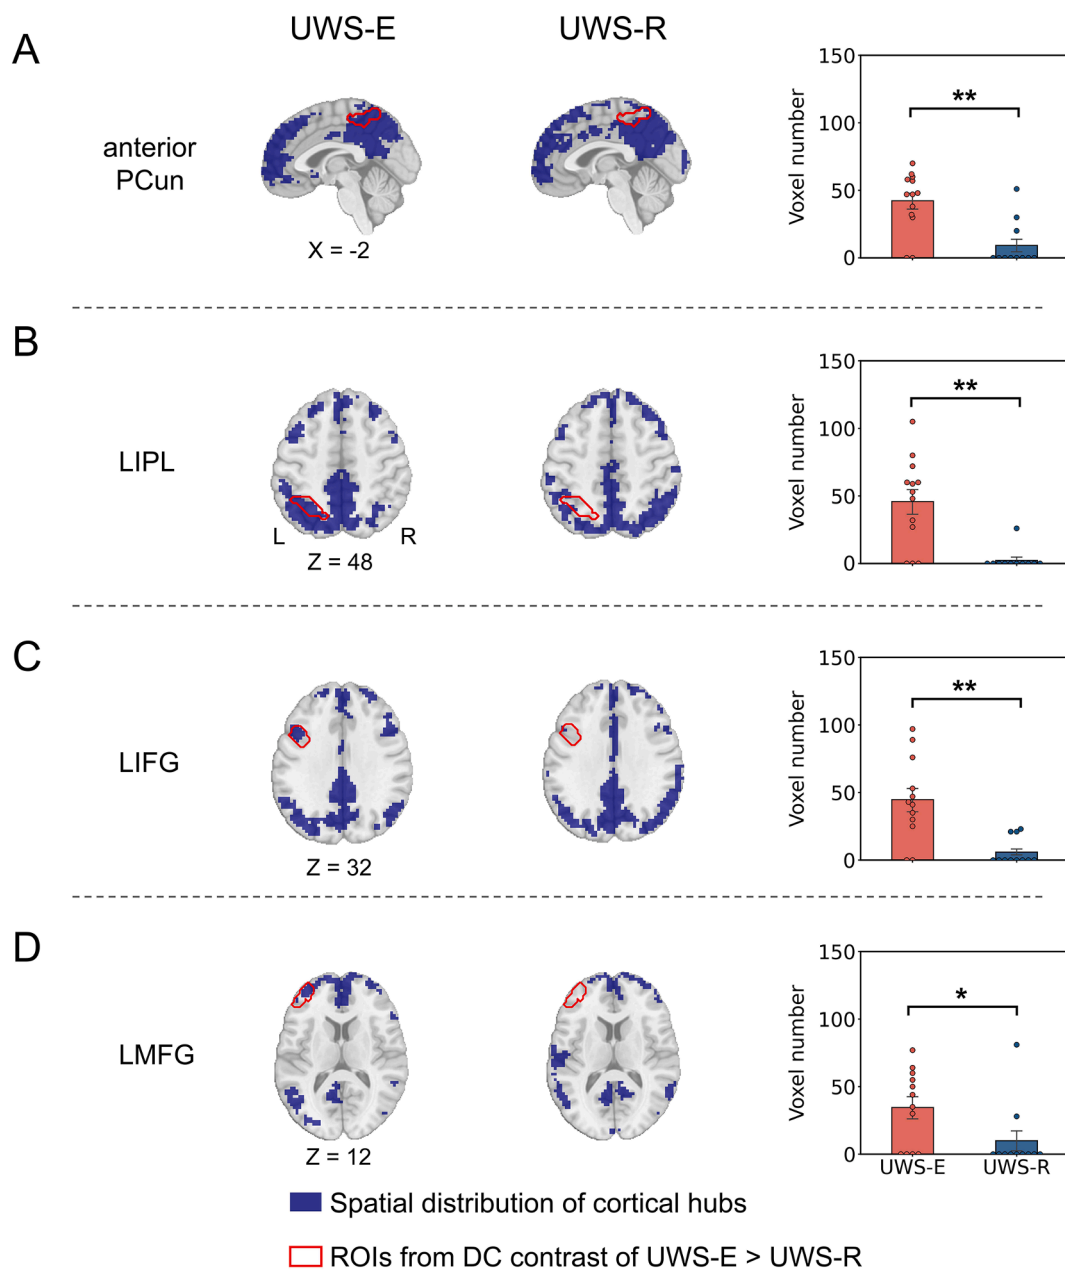 UWS-E UWS-R
A
anterior
PCun
X = -2
150
100
50
0
Voxel number
**
B
LIPL
L R
Z = 48
150
100
50
0
Voxel number
**
C
LIFG
Z = 32
150
100
50
0
Voxel number
**
D
LMFG
Z = 12
150
100
50
0
Voxel number
*
UWS-E UWS-R
Spatial distribution of cortical hubs
ROIs from DC contrast of UWS-E > UWS-R